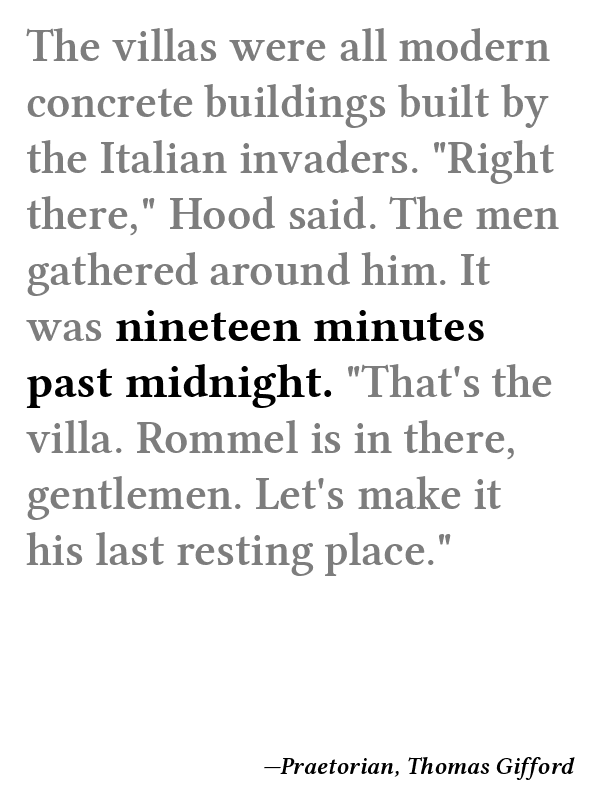 The villas were all modern
concrete buildings built by
the Italian invaders. "Right
there," Hood said. The men
gathered around him. It
was nineteen minutes
past midnight. "That's the
villa. Rommel is in there,
gentlemen. Let's make it
his last resting place."
—Praetorian, Thomas Gifford